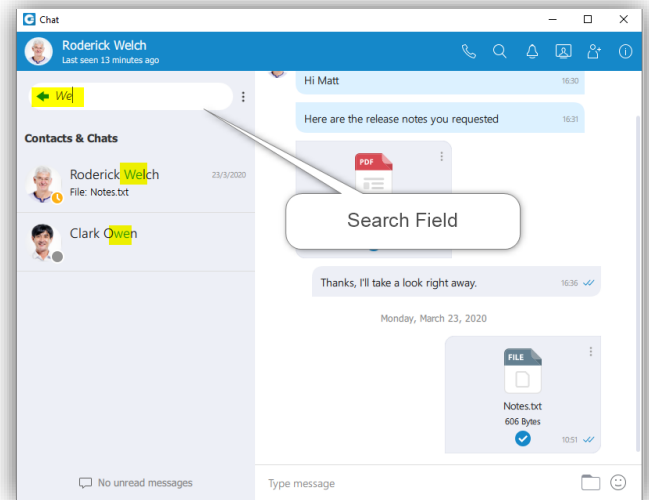 Chat
Roderick Welch
Last seen 13 minutes ago
We
Contacts & Chats
Roderick Welch
23/3/2020
File: Notes.txt
Clark Owen
No unread messages
Hi Matt
16:30
Here are the release notes you requested
16:31
PDF
Search Field
Thanks, I'll take a look right away.
16:36
Monday, March 23, 2020
FILE
Notes.txt
606 Bytes
10:51
Type message